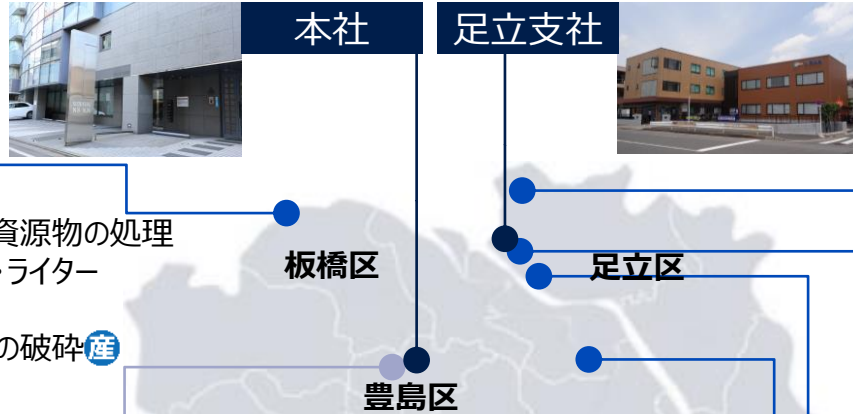 本社
足立支社
資源物の処理
・ライター
の破砕産
板橋区
足立区
豊島区